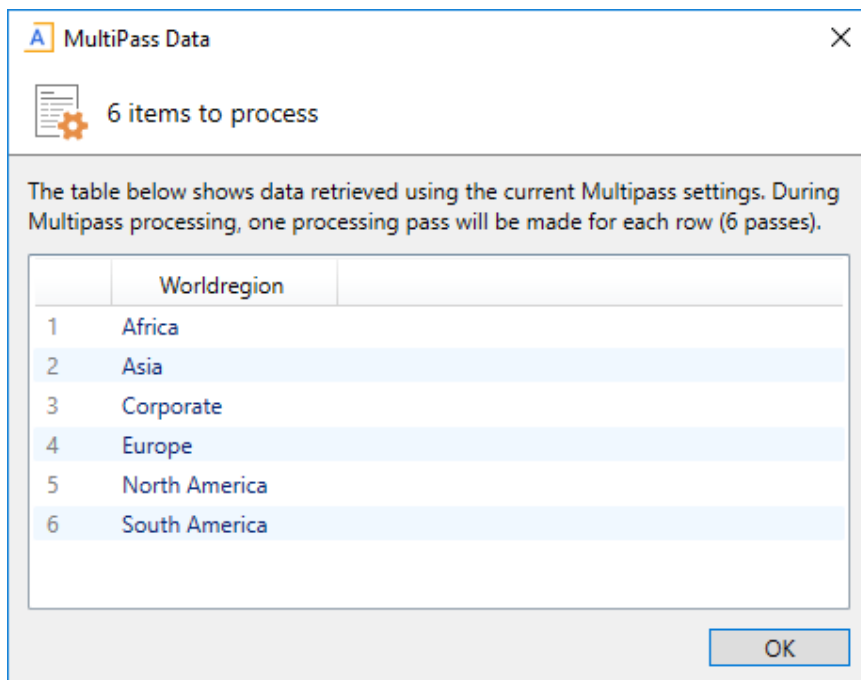 A MultiPass Data
6 items to process
The table below shows data retrieved using the current Multipass settings. During
Multipass processing, one processing pass will be made for each row (6 passes).
Worldregion
1 Africa
2 Asia
3 Corporate
4 Europe
5 North America
6 South America
OK